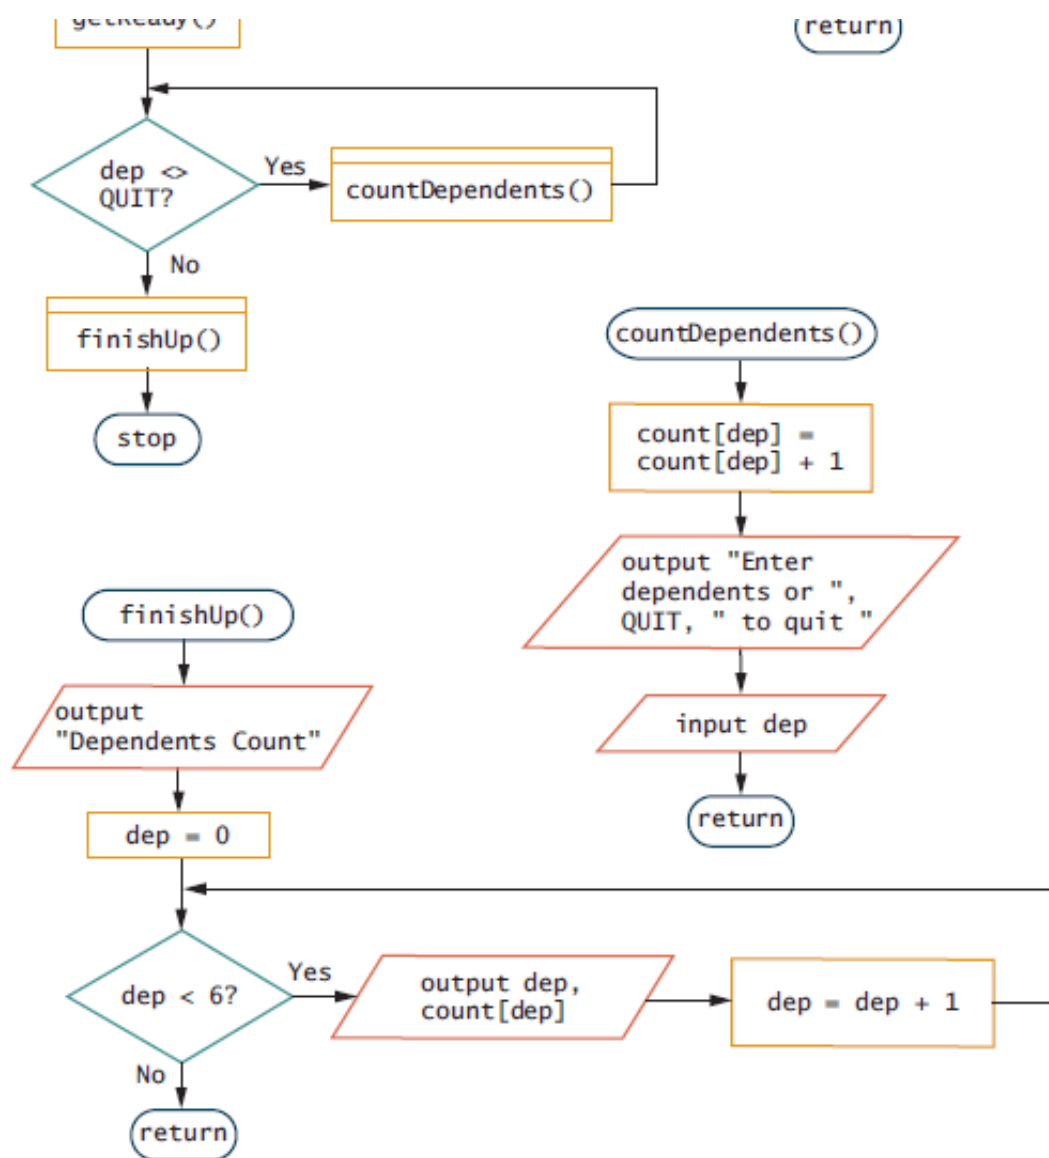 getReady()
return
dep <>
QUIT?
Yes
countDependents()
No
finishUp()
stop
countDependents()
count[dep] =
count[dep] + 1
output "Enter
dependents or ",
QUIT, " to quit "
input dep
return
finishUp()
output
"Dependents Count"
dep = 0
dep < 6?
Yes
output dep,
count[dep]
dep = dep + 1
No
return